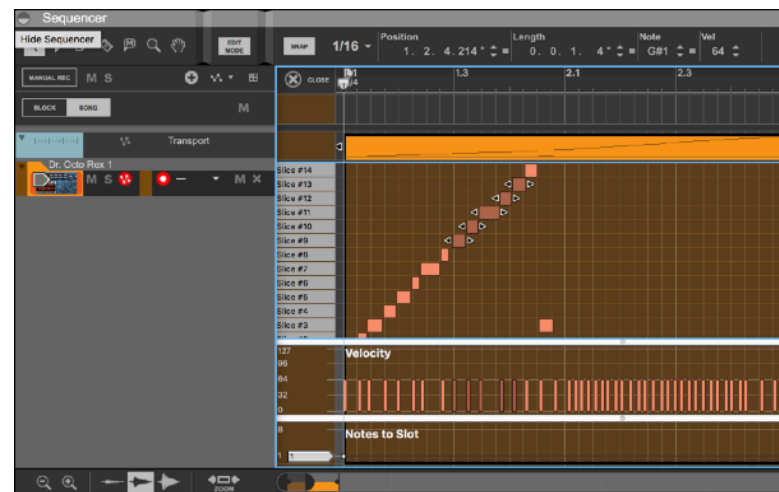 Sequencer
Hide Sequencer
EDIT MODE
SNAP
1/16
Position
1. 2. 4.214*
Length
0. 0. 1. 4*
Note
G#1
Vel
64
MANUAL REC
M S
CLOSE
1.3
2.1
2.3
BLOCK
SONG
M
Transport
Dr. Octo Rex 1
M S
M
Slice #14
Slice #13
Slice #12
Slice #11
Slice #10
Slice #9
Slice #8
Slice #7
Slice #6
Slice #5
Slice #4
Slice #3
127
96
64
32
0
Velocity
8
1
1
Notes to Slot
ZOOM